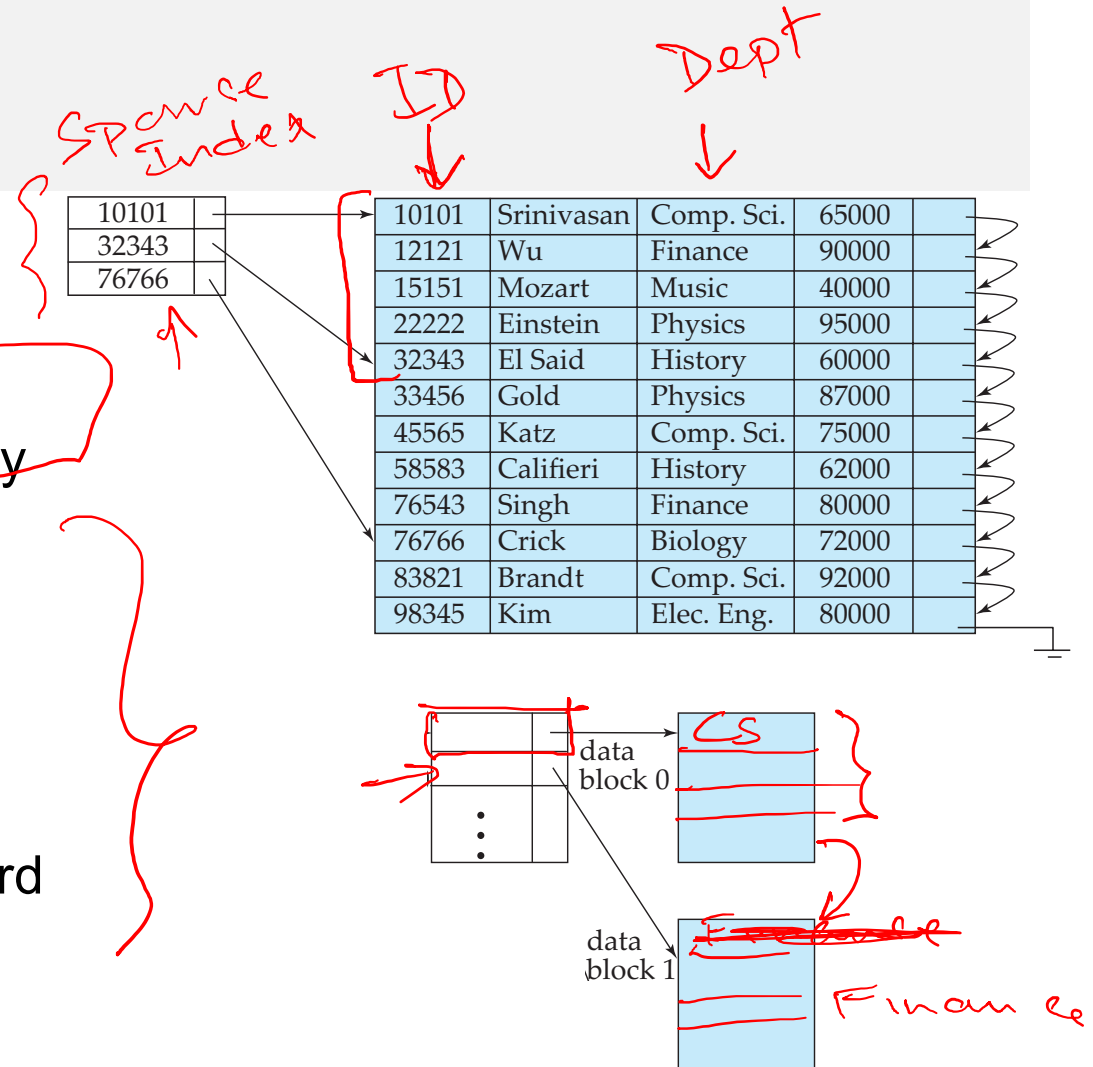 ID
Dept
Index
10101
32343
76766
10101 Srinivasan Comp. Sci. 65000
12121 Wu Finance 90000
15151 Mozart Music 40000
22222 Einstein Physics 95000
32343 El Said History 60000
33456 Gold Physics 87000
45565 Katz Comp. Sci. 75000
58583 Califieri History 62000
76543 Singh Finance 80000
76766 Crick Biology 72000
83821 Brandt Comp. Sci. 92000
98345 Kim Elec. Eng. 80000
y
rd
CS
data
block 0
data
block 1
Finance